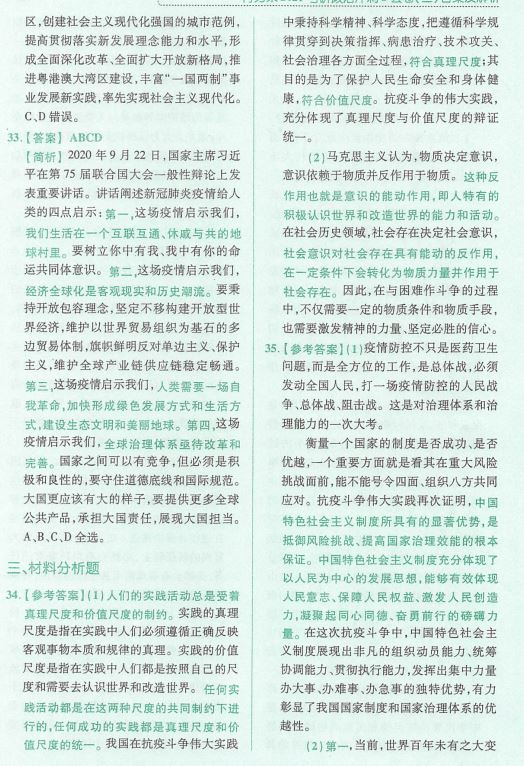 区,创建社会主义现代化强国的城市范例,
提高贯彻落实新发展理念能力和水平,形
成全面深化改革、全面扩大开放新格局,推
进粤港澳大湾区建设,丰富“一国两制”事
业发展新实践,率先实现社会主义现代化。
C、D 错误。
33.【答案】 ABCD
【简析】 2020 年 9 月 22 日,国家主席习近
平在第 75 届联合国大会一般性辩论上发
表重要讲话。讲话阐述新冠肺炎疫情给人
类的四点启示:第一,这场疫情启示我们,
我们生活在一个互联互通、休戚与共的地
球村里。要树立你中有我、我中有你的命
运共同体意识。第二,这场疫情启示我们,
经济全球化是客观现实和历史潮流。要秉
持开放包容理念,坚定不移构建开放型世
界经济,维护以世界贸易组织为基石的多
边贸易体制,旗帜鲜明反对单边主义、保护
主义,维护全球产业链供应链稳定畅通。
第三,这场疫情启示我们,人类需要一场自
我革命,加快形成绿色发展方式和生活方
式,建设生态文明和美丽地球。第四,这场
疫情启示我们,全球治理体系亟待改革和
完善。国家之间可以有竞争,但必须是积
极和良性的,要守住道德底线和国际规范。
大国更应该有大的样子,要提供更多全球
公共产品,承担大国责任,展现大国担当。
A、B、C、D 全选。
三、材料分析题
34.【参考答案】(1)人们的实践活动总是受着
真理尺度和价值尺度的制约。实践的真理
尺度是指在实践中人们必须遵循正确反映
客观事物本质和规律的真理。实践的价值
尺度是指在实践中人们都是按照自己的尺
度和需要去认识世界和改造世界。任何实
践活动都是在这两种尺度的共同制约下进
行的,任何成功的实践都是真理尺度和价
值尺度的统一。我国在抗疫斗争伟大实践
中秉持科学精神、科学态度,把遵循科学规
律贯穿到决策指挥、病患治疗、技术攻关、
社会治理各方面全过程,符合真理尺度;其
目的是为了保护人民生命安全和身体健
康,符合价值尺度。抗疫斗争的伟大实践,
充分体现了真理尺度与价值尺度的辩证
统一。
(2)马克思主义认为,物质决定意识,
意识依赖于物质并反作用于物质。这种反
作用也就是意识的能动作用,即人特有的
积极认识世界和改造世界的能力和活动。
在社会历史领域,社会存在决定社会意识,
社会意识对社会存在具有能动的反作用,
在一定条件下会转化为物质力量并作用于
社会存在。因此,在与困难作斗争的过程
中,不仅需要一定的物质条件和物质手段,
也需要激发精神的力量、坚定必胜的信心。
35.【参考答案】(1)疫情防控不只是医药卫生
问题,而是全方位的工作,是总体战,必须
发动全国人民,打一场疫情防控的人民战
争、总体战、阻击战。这是对治理体系和治
理能力的一次大考。
衡量一个国家的制度是否成功、是否
优越,一个重要方面就是看其在重大风险
挑战面前,能不能号令四面、组织八方共同
应对。抗疫斗争伟大实践再次证明,中国
特色社会主义制度所具有的显著优势,是
抵御风险挑战、提高国家治理效能的根本
保证。中国特色社会主义制度充分体现了
以人民为中心的发展思想,能够有效体现
人民意志、保障人民权益、激发人民创造
力,凝聚起同心同德、奋勇前行的磅礴力
量。在这次抗疫斗争中,中国特色社会主
义制度展现出非凡的组织动员能力、统筹
协调能力、贯彻执行能力,发挥出集中力量
办大事、办难事、办急事的独特优势,有力
彰显了我国国家制度和国家治理体系的优
越性。
(2)第一,当前,世界百年未有之大变